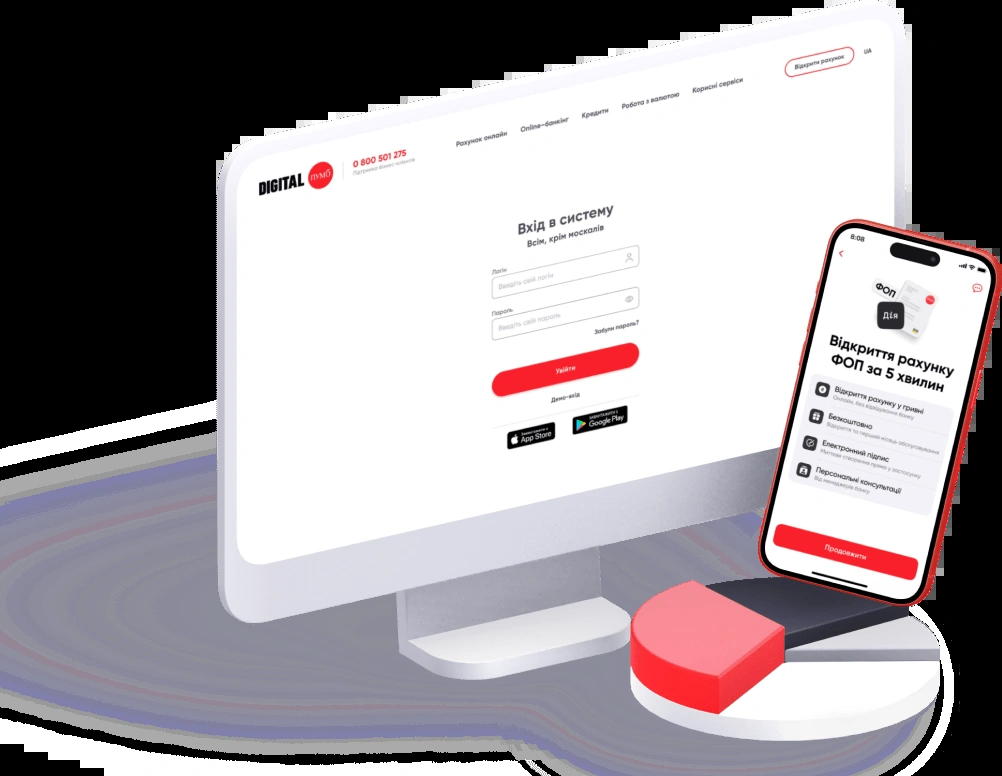 DIGITAL ПУМБ
0 800 501 275
Підтримка бізнес-клієнтів
Рахунок онлайн
Online-банкінг
Кредити
Робота з валютою
Корисні сервіси
Відкрити рахунок
UA
Вхід в систему
Всім, крім москалів
Логін
Введіть свій логін
Пароль
Введіть свій пароль
Забули пароль?
Увійти
Демо-вхід
Завантажити з
App Store
ЗАВАНТАЖИТИ З
Google Play
8:08
ФОП
Дія
Відкриття рахунку
ФОП за 5 хвилин
Відкриття рахунку у гривні
Онлайн, без відвідування банку
Безкоштовно
Відкриття та перший місяць обслуговування
Електронний підпис
Миттєве створення прямо у застосунку
Персональні консультації
Від менеджерів банку
Продовжити